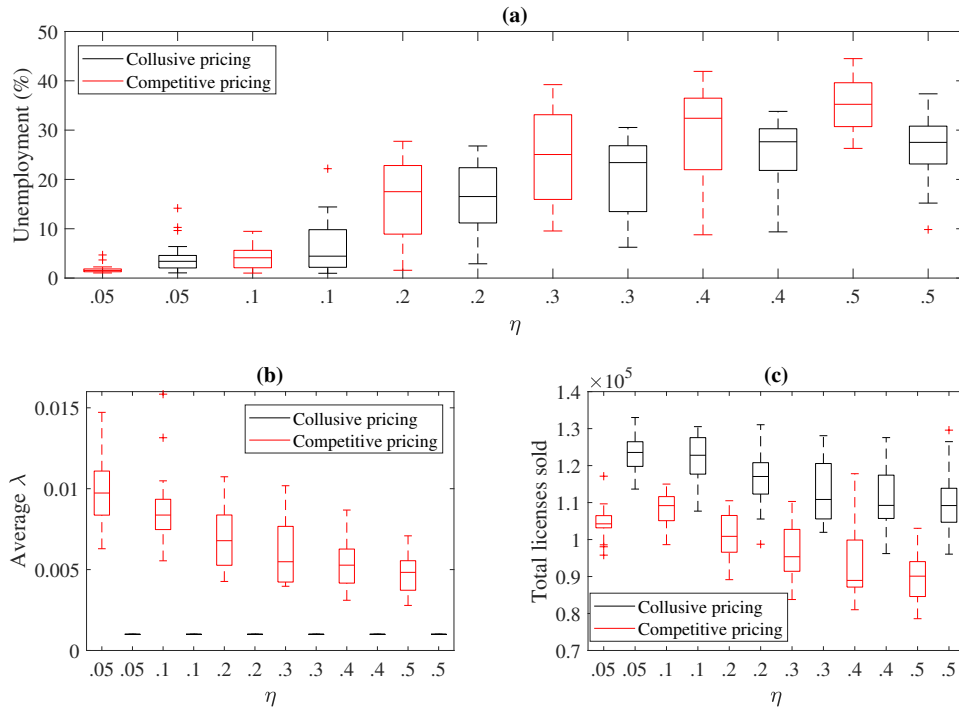 (a)
50
40
30
20
10
0
Unemployment (%)
Collusive pricing
Competitive pricing
.05 .05 .1 .1 .2 .2 .3 .3 .4 .4 .5 .5
η
(b)
0.015
0.01
0.005
0
Average λ
Collusive pricing
Competitive pricing
.05 .05 .1 .1 .2 .2 .3 .3 .4 .4 .5 .5
η
(c)
×10⁵
1.4
1.3
1.2
1.1
1
0.9
0.8
0.7
Total licenses sold
Collusive pricing
Competitive pricing
.05 .05 .1 .1 .2 .2 .3 .3 .4 .4 .5 .5
η